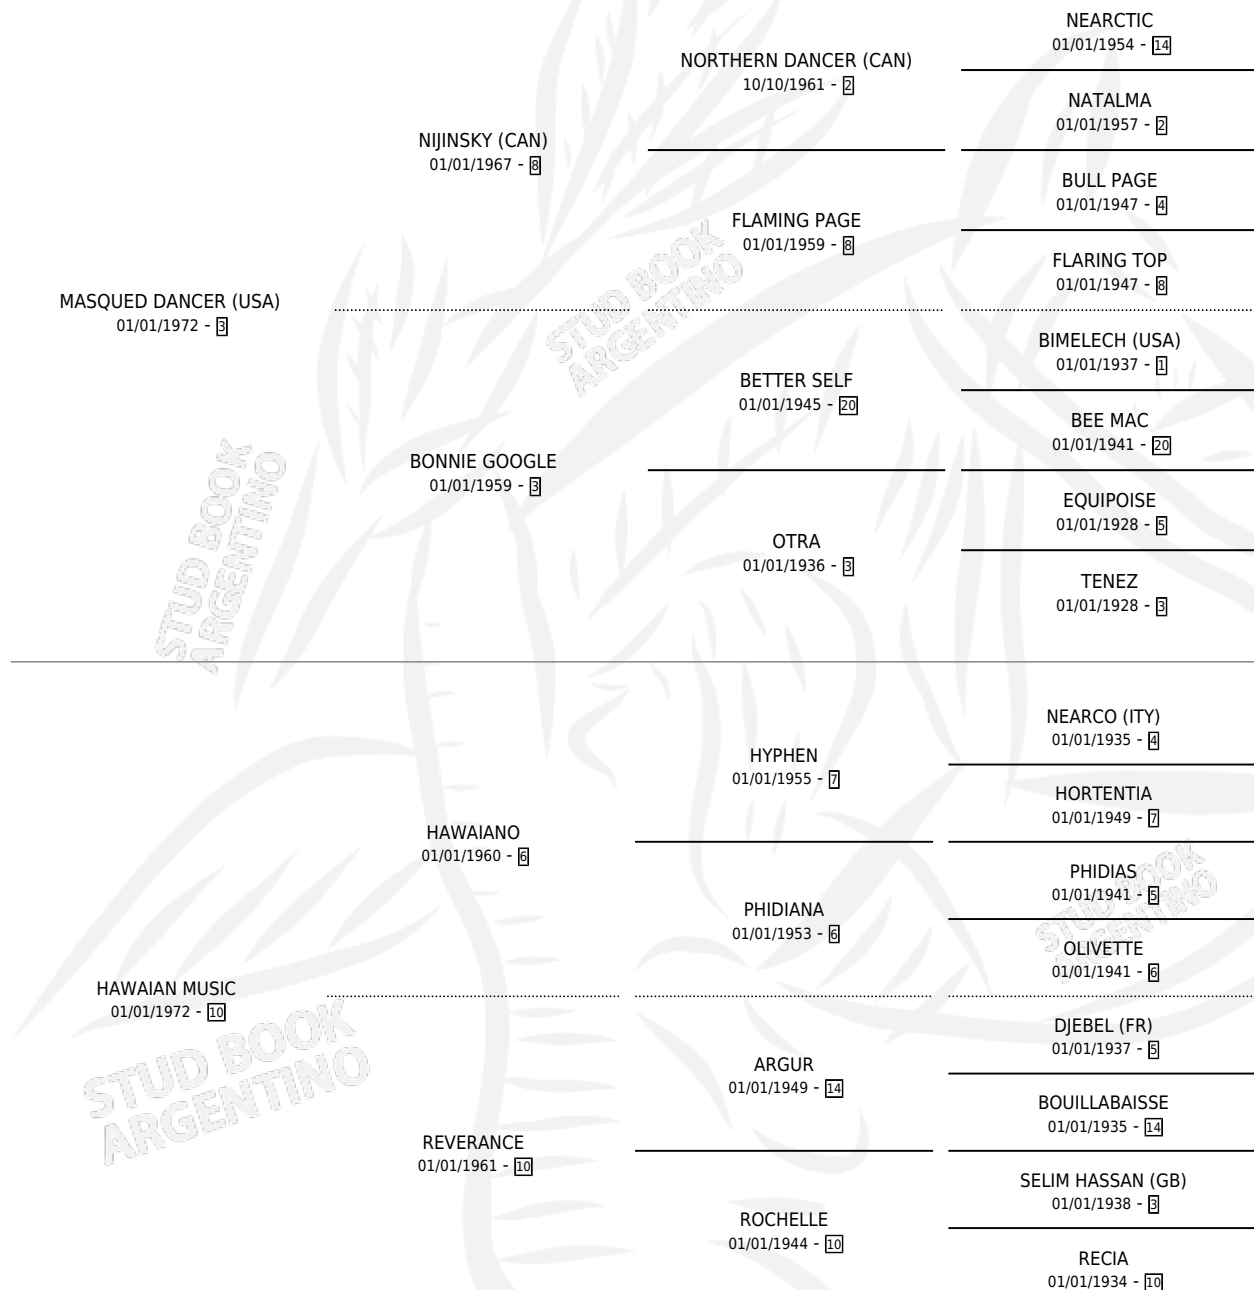 NEARCTIC
01/01/1954 - 14
NORTHERN DANCER (CAN)
10/10/1961 - 2
NATALMA
01/01/1957 - 2
NIJINSKY (CAN)
01/01/1967 - 8
BULL PAGE
01/01/1947 - 4
FLAMING PAGE
01/01/1959 - 8
FLARING TOP
01/01/1947 - 8
MASQUED DANCER (USA)
01/01/1972 - 3
BIMELECH (USA)
01/01/1937 - 1
BETTER SELF
01/01/1945 - 20
BEE MAC
01/01/1941 - 20
BONNIE GOOGLE
01/01/1959 - 3
EQUIPOISE
01/01/1928 - 5
OTRA
01/01/1936 - 3
TENEZ
01/01/1928 - 3
NEARCO (ITY)
01/01/1935 - 4
HYPHEN
01/01/1955 - 7
HORTENTIA
01/01/1949 - 7
HAWAIANO
01/01/1960 - 6
PHIDIAS
01/01/1941 - 5
PHIDIANA
01/01/1953 - 6
OLIVETTE
01/01/1941 - 6
HAWAIAN MUSIC
01/01/1972 - 10
DJEBEL (FR)
01/01/1937 - 5
ARGUR
01/01/1949 - 14
BOUILLABAISSE
01/01/1935 - 14
REVERANCE
01/01/1961 - 10
SELIM HASSAN (GB)
01/01/1938 - 3
ROCHELLE
01/01/1944 - 10
RECIA
01/01/1934 - 10
STUD BOOK
ARGENTINO
STUD BOOK
ARGENTINO
STUD BOOK
ARGENTINO
STUD BOOK
ARGENTINO